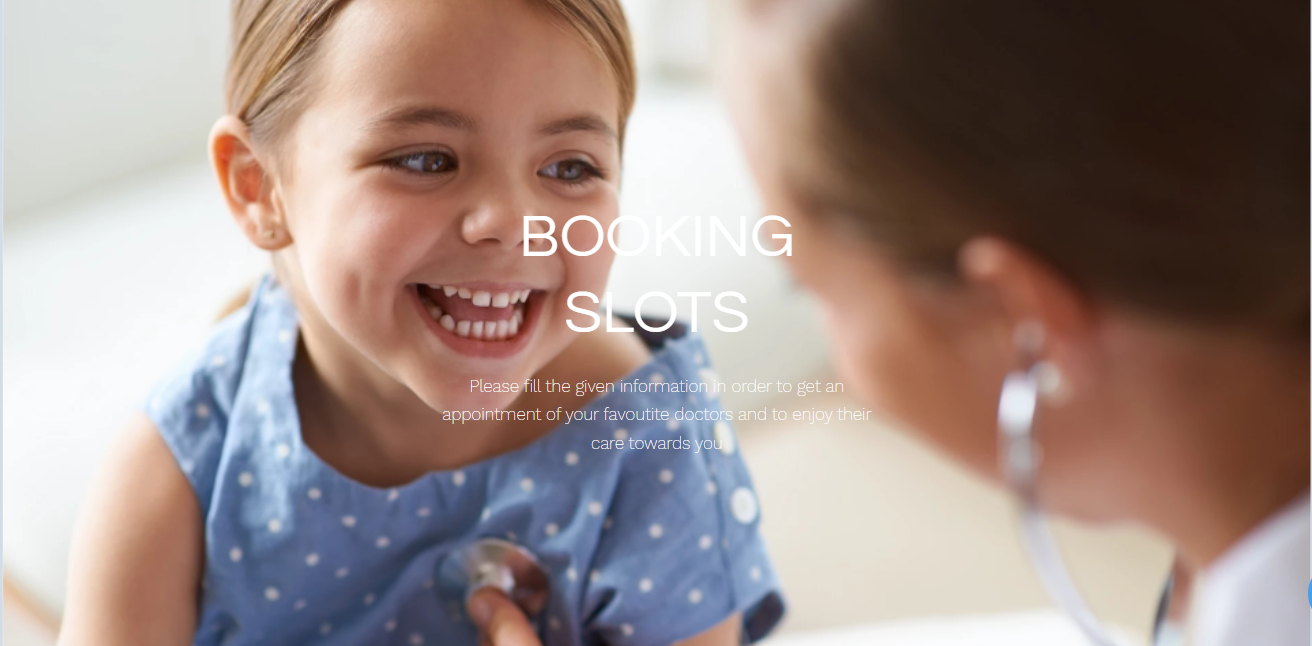 BOOKING
SLOTS
Please fill the given information in order to get an
appointment of your favoutite doctors and to enjoy their
care towards you